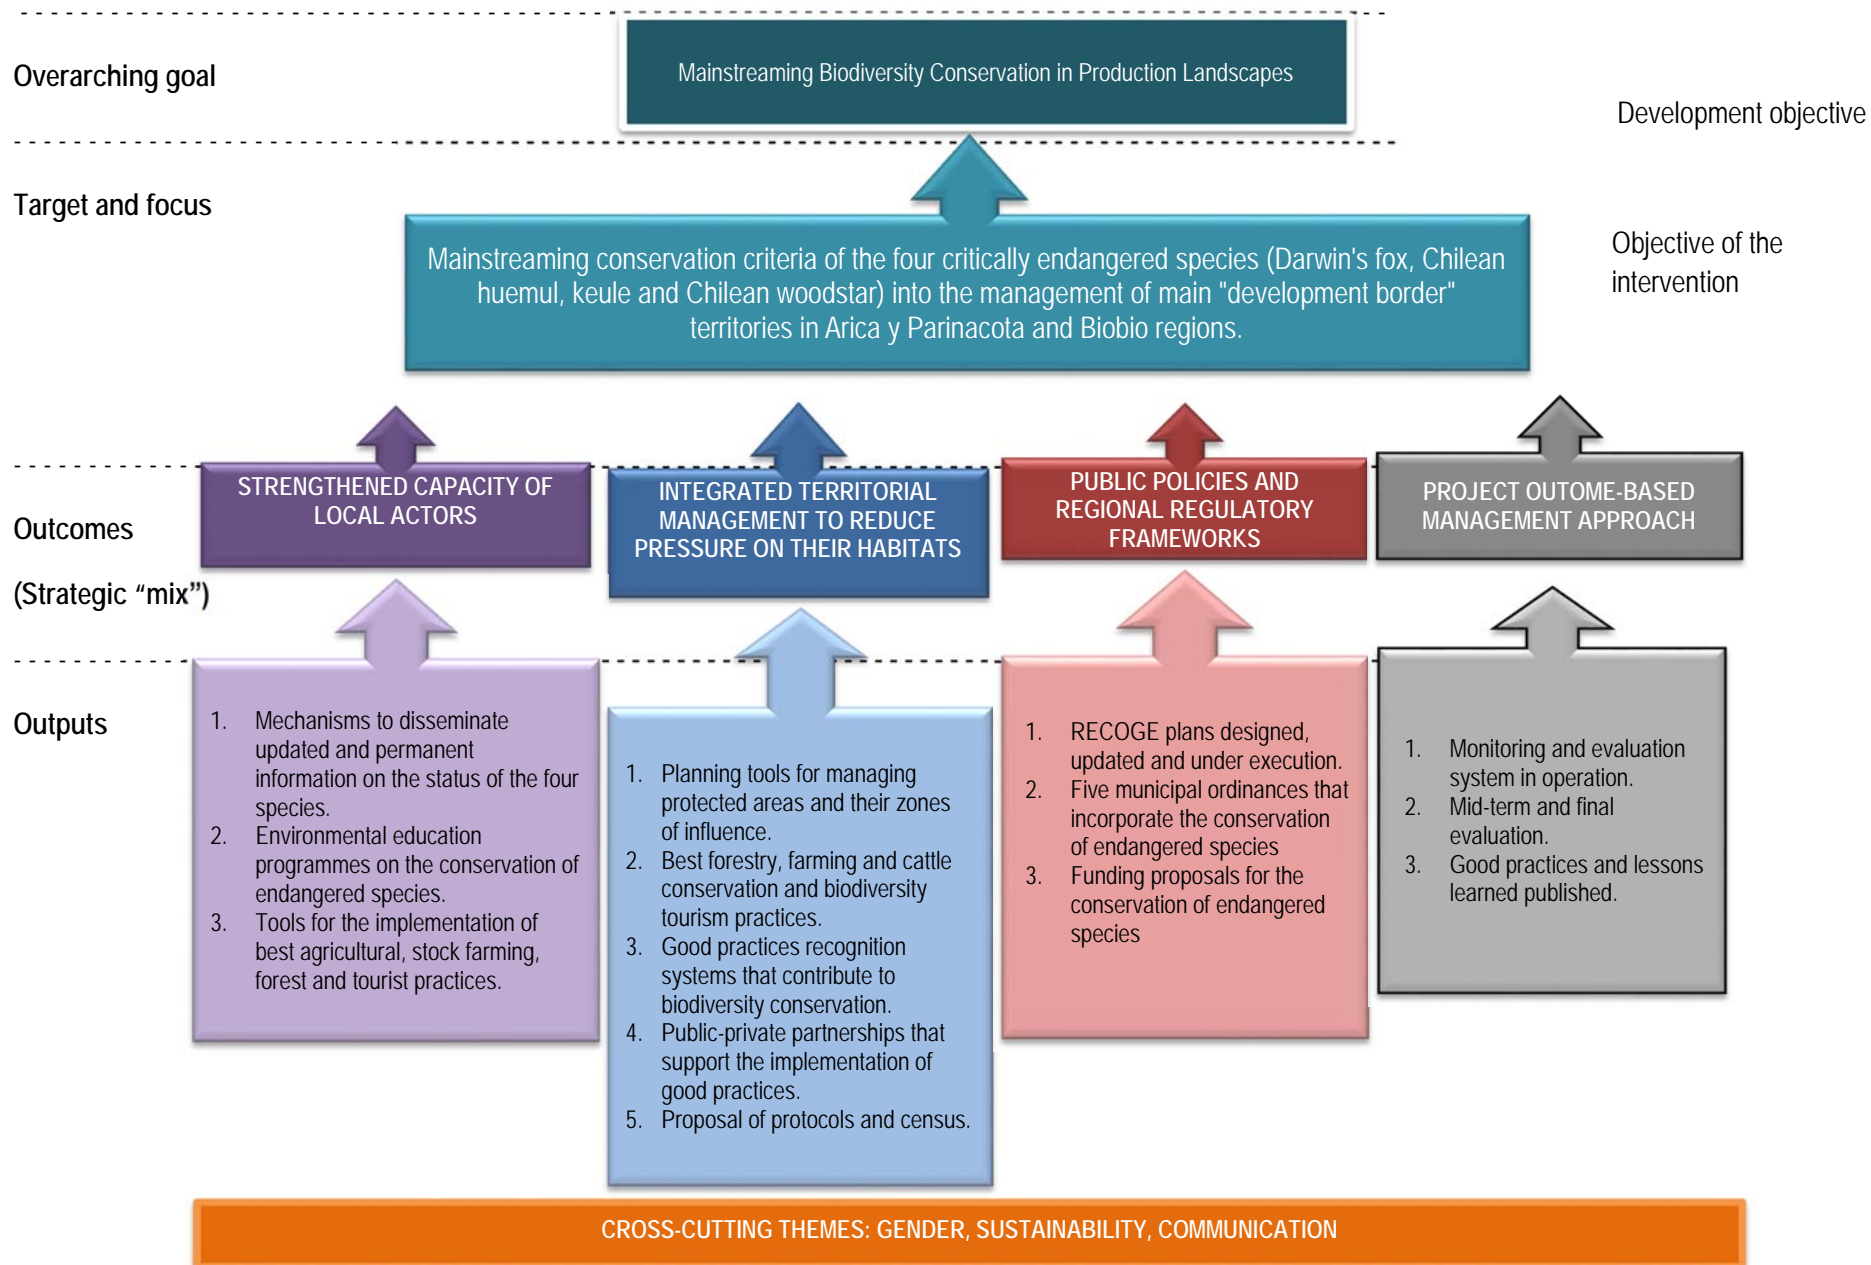 Overarching goal
Mainstreaming Biodiversity Conservation in Production Landscapes
Development objective
Target and focus
Mainstreaming conservation criteria of the four critically endangered species (Darwin's fox, Chilean
huemul, keule and Chilean woodstar) into the management of main "development border"
territories in Arica y Parinacota and Biobio regions.
Objective of the
intervention
Outcomes
(Strategic “mix”)
STRENGTHENED CAPACITY OF
LOCAL ACTORS
INTEGRATED TERRITORIAL
MANAGEMENT TO REDUCE
PRESSURE ON THEIR HABITATS
PUBLIC POLICIES AND
REGIONAL REGULATORY
FRAMEWORKS
PROJECT OUTOME-BASED
MANAGEMENT APPROACH
Outputs
1. Mechanisms to disseminate
updated and permanent
information on the status of the four
species.
2. Environmental education
programmes on the conservation of
endangered species.
3. Tools for the implementation of
best agricultural, stock farming,
forest and tourist practices.
1. Planning tools for managing
protected areas and their zones
of influence.
2. Best forestry, farming and cattle
conservation and biodiversity
tourism practices.
3. Good practices recognition
systems that contribute to
biodiversity conservation.
4. Public-private partnerships that
support the implementation of
good practices.
5. Proposal of protocols and census.
1. RECOGE plans designed,
updated and under execution.
2. Five municipal ordinances that
incorporate the conservation
of endangered species
3. Funding proposals for the
conservation of endangered
species
1. Monitoring and evaluation
system in operation.
2. Mid-term and final
evaluation.
3. Good practices and lessons
learned published.
CROSS-CUTTING THEMES: GENDER, SUSTAINABILITY, COMMUNICATION